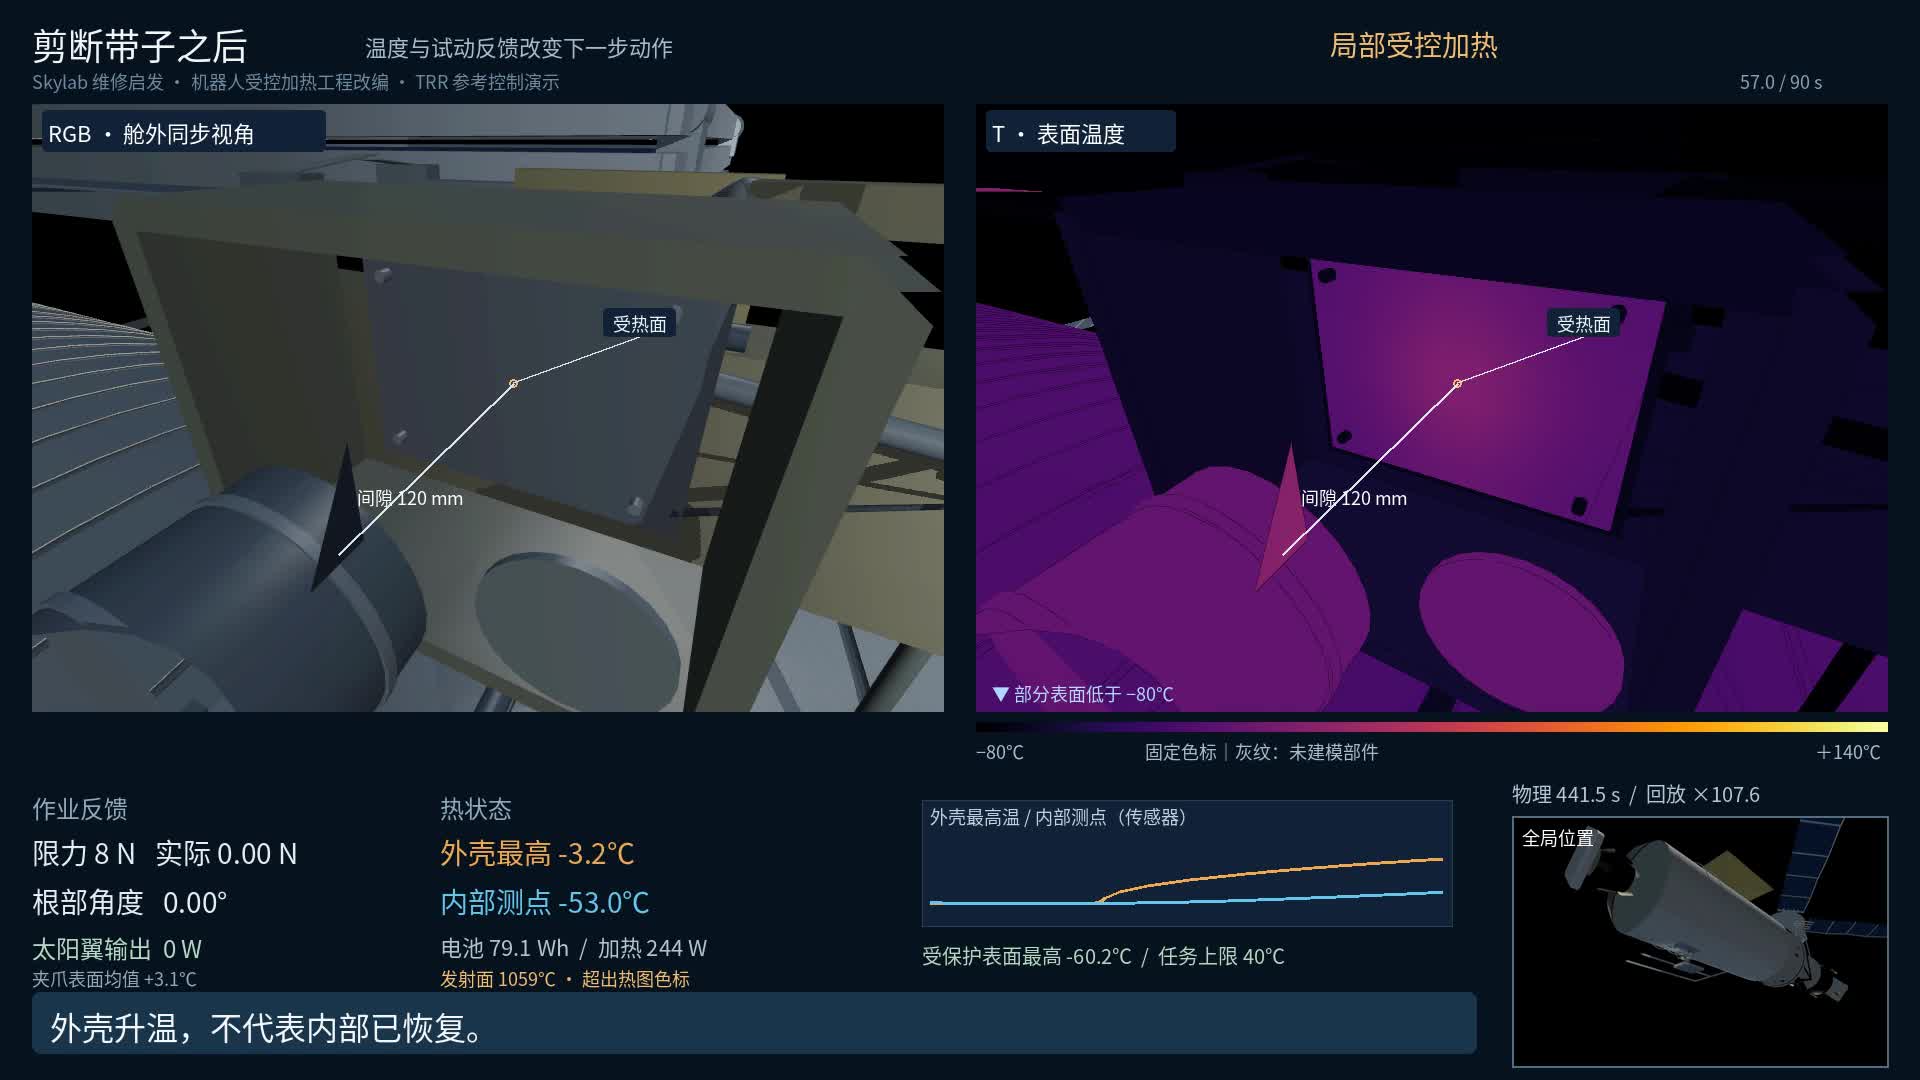 剪断带子之后
温度与试动反馈改变下一步动作
局部受控加热
Skylab 维修启发 · 机器人受控加热工程改编 · TRR 参考控制演示
57.0 / 90 s
RGB · 舱外同步视角
T · 表面温度
受热面
受热面
间隙 120 mm
间隙 120 mm
▼ 部分表面低于 −80℃
−80℃
固定色标｜灰纹：未建模部件
＋140℃
作业反馈
热状态
外壳最高温 / 内部测点（传感器）
物理 441.5 s / 回放 ×107.6
限力 8 N 实际 0.00 N
外壳最高 -3.2℃
全局位置
根部角度 0.00°
内部测点 -53.0℃
太阳翼输出 0 W
电池 79.1 Wh / 加热 244 W
受保护表面最高 -60.2℃ / 任务上限 40℃
夹爪表面均值 +3.1℃
发射面 1059℃ · 超出热图色标
外壳升温，不代表内部已恢复。